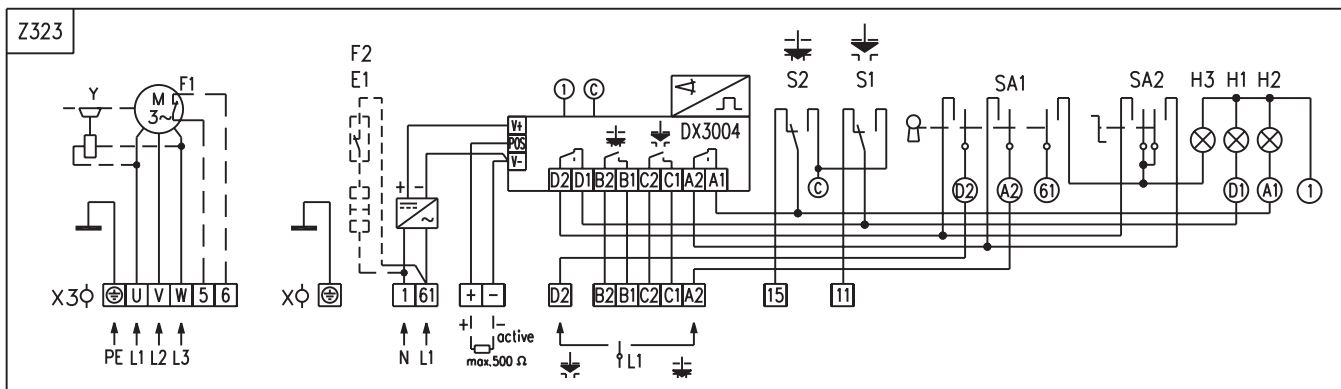 Z323
F2
E1
S2
S1
SA1
SA2
H3 H1 H2
Y
M
3~
F1
1 C
V+
POS
V-
DX3004
D2 D1 B2 B1 C2 C1 A2 A1
+ -
~
C
D2 A2 61 D1 A1 1
X3 U V W 5 6
X
1 61
+ -
D2 B2 B1 C2 C1 A2
15
11
PE L1 L2 L3
N L1
+ - active
max.500 Ω
L1